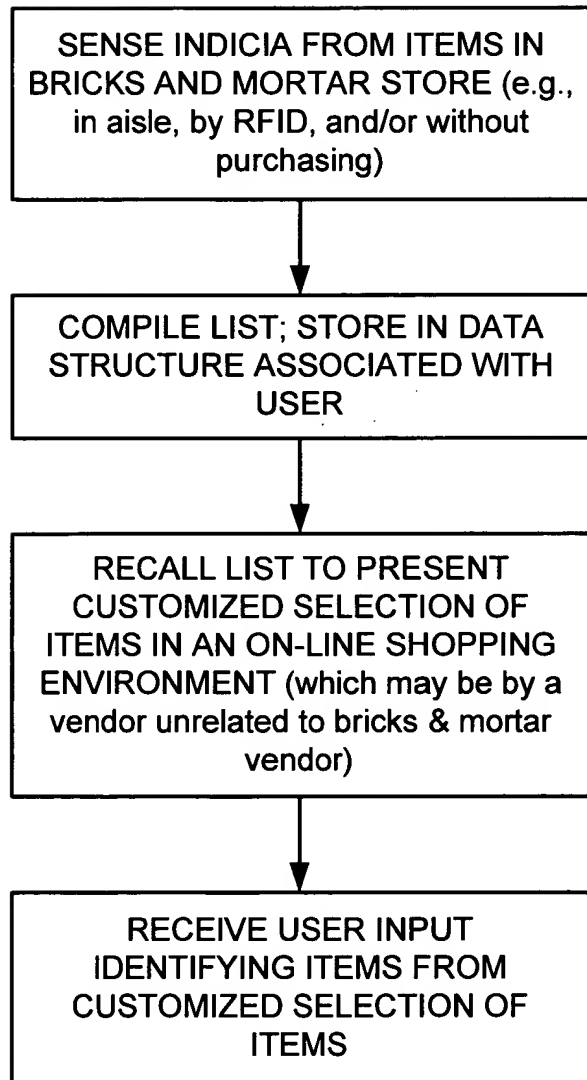 SENSE INDICIA FROM ITEMS IN
BRICKS AND MORTAR STORE (e.g.,
in aisle, by RFID, and/or without
purchasing)
COMPILE LIST; STORE IN DATA
STRUCTURE ASSOCIATED WITH
USER
RECALL LIST TO PRESENT
CUSTOMIZED SELECTION OF
ITEMS IN AN ON-LINE SHOPPING
ENVIRONMENT (which may be by a
vendor unrelated to bricks & mortar
vendor)
RECEIVE USER INPUT
IDENTIFYING ITEMS FROM
CUSTOMIZED SELECTION OF
ITEMS